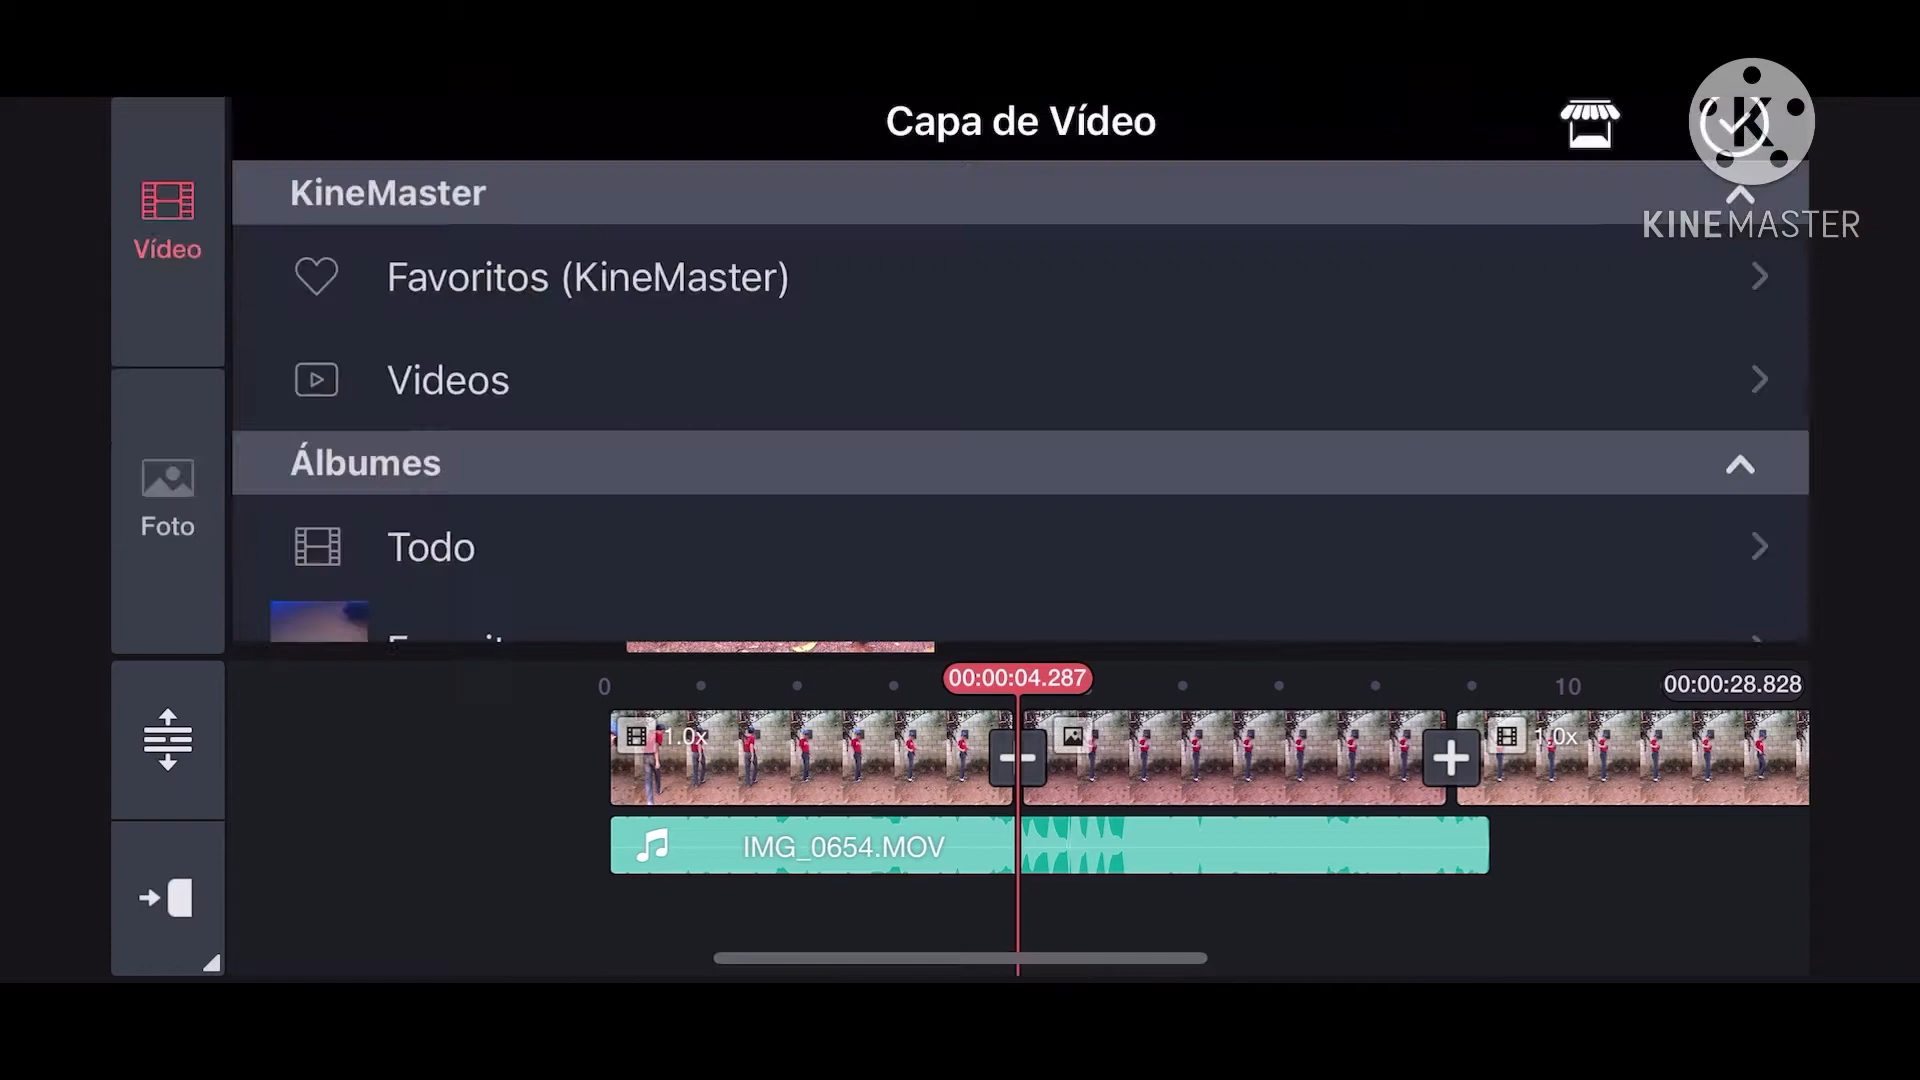 Capa de Vídeo
KINEMASTER
Vídeo
Foto
KineMaster
Favoritos (KineMaster)
Videos
Álbumes
Todo
0
00:00:04.287
10
00:00:28.828
1.0x
1.0x
IMG_0654.MOV